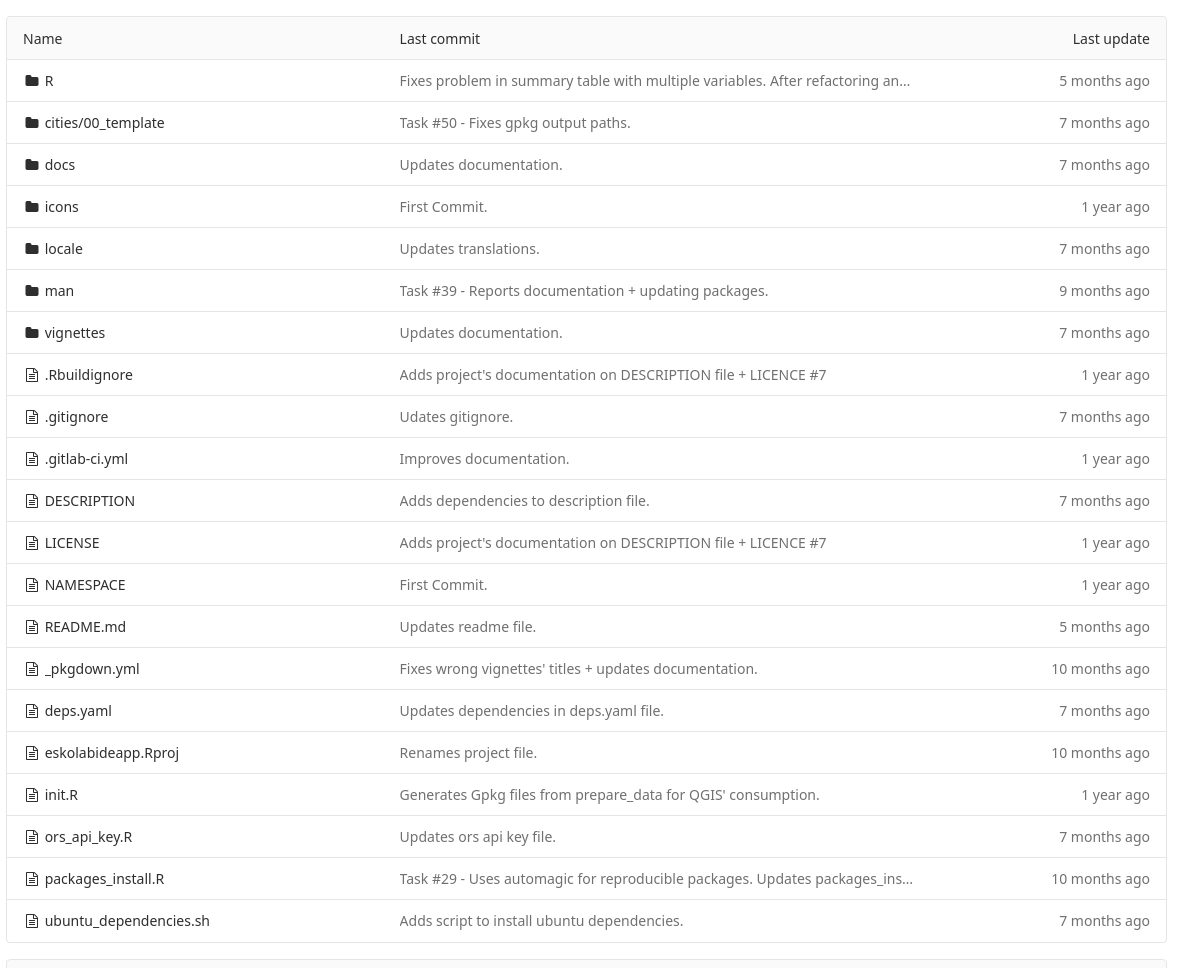 Name Last commit Last update
R Fixes problem in summary table with multiple variables. After refactoring an... 5 months ago
cities/00_template Task #50 - Fixes gpkg output paths. 7 months ago
docs Updates documentation. 7 months ago
icons First Commit. 1 year ago
locale Updates translations. 7 months ago
man Task #39 - Reports documentation + updating packages. 9 months ago
vignettes Updates documentation. 7 months ago
.Rbuildignore Adds project's documentation on DESCRIPTION file + LICENCE #7 1 year ago
.gitignore Udates gitignore. 7 months ago
.gitlab-ci.yml Improves documentation. 1 year ago
DESCRIPTION Adds dependencies to description file. 7 months ago
LICENSE Adds project's documentation on DESCRIPTION file + LICENCE #7 1 year ago
NAMESPACE First Commit. 1 year ago
README.md Updates readme file. 5 months ago
_pkgdown.yml Fixes wrong vignettes' titles + updates documentation. 10 months ago
deps.yaml Updates dependencies in deps.yaml file. 7 months ago
eskolabideapp.Rproj Renames project file. 10 months ago
init.R Generates Gpkg files from prepare_data for QGIS' consumption. 1 year ago
ors_api_key.R Updates ors api key file. 7 months ago
packages_install.R Task #29 - Uses automagic for reproducible packages. Updates packages_ins... 10 months ago
ubuntu_dependencies.sh Adds script to install ubuntu dependencies. 7 months ago